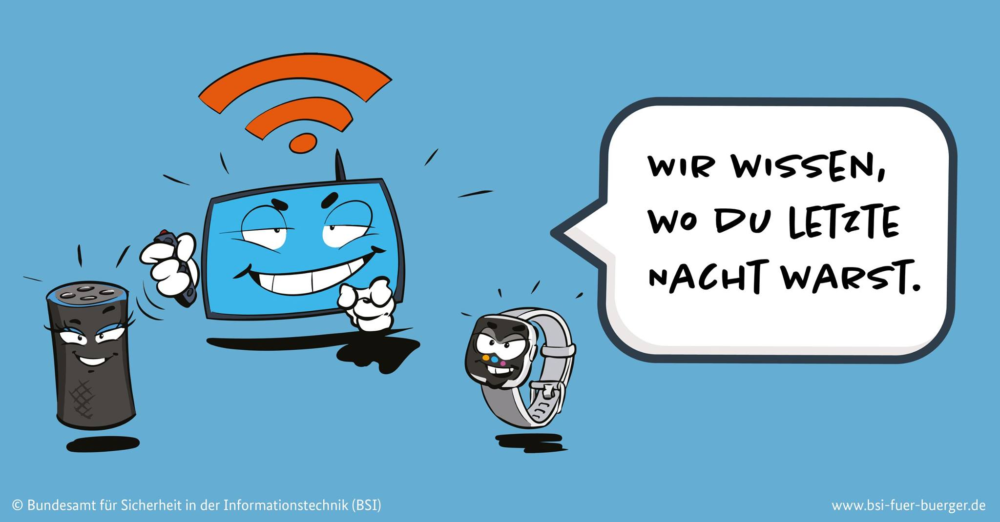 WIR WISSEN,
WO DU LETZTE
NACHT WARST.
© Bundesamt für Sicherheit in der Informationstechnik (BSI)
www.bsi-fuer-buerger.de